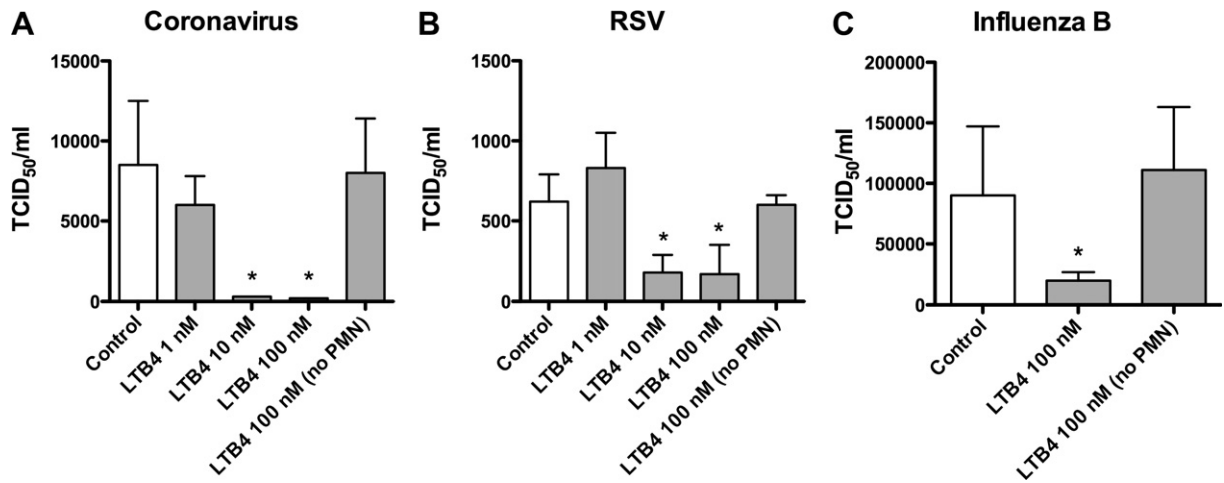 A Coronavirus
TCID50/ml
15000
10000
5000
0
* *
Control
LTB4 1 nM
LTB4 10 nM
LTB4 100 nM
LTB4 100 nM (no PMN)
B RSV
TCID50/ml
1500
1000
500
0
* *
Control
LTB4 1 nM
LTB4 10 nM
LTB4 100 nM
LTB4 100 nM (no PMN)
C Influenza B
TCID50/ml
200000
150000
100000
50000
0
*
Control
LTB4 100 nM
LTB4 100 nM (no PMN)